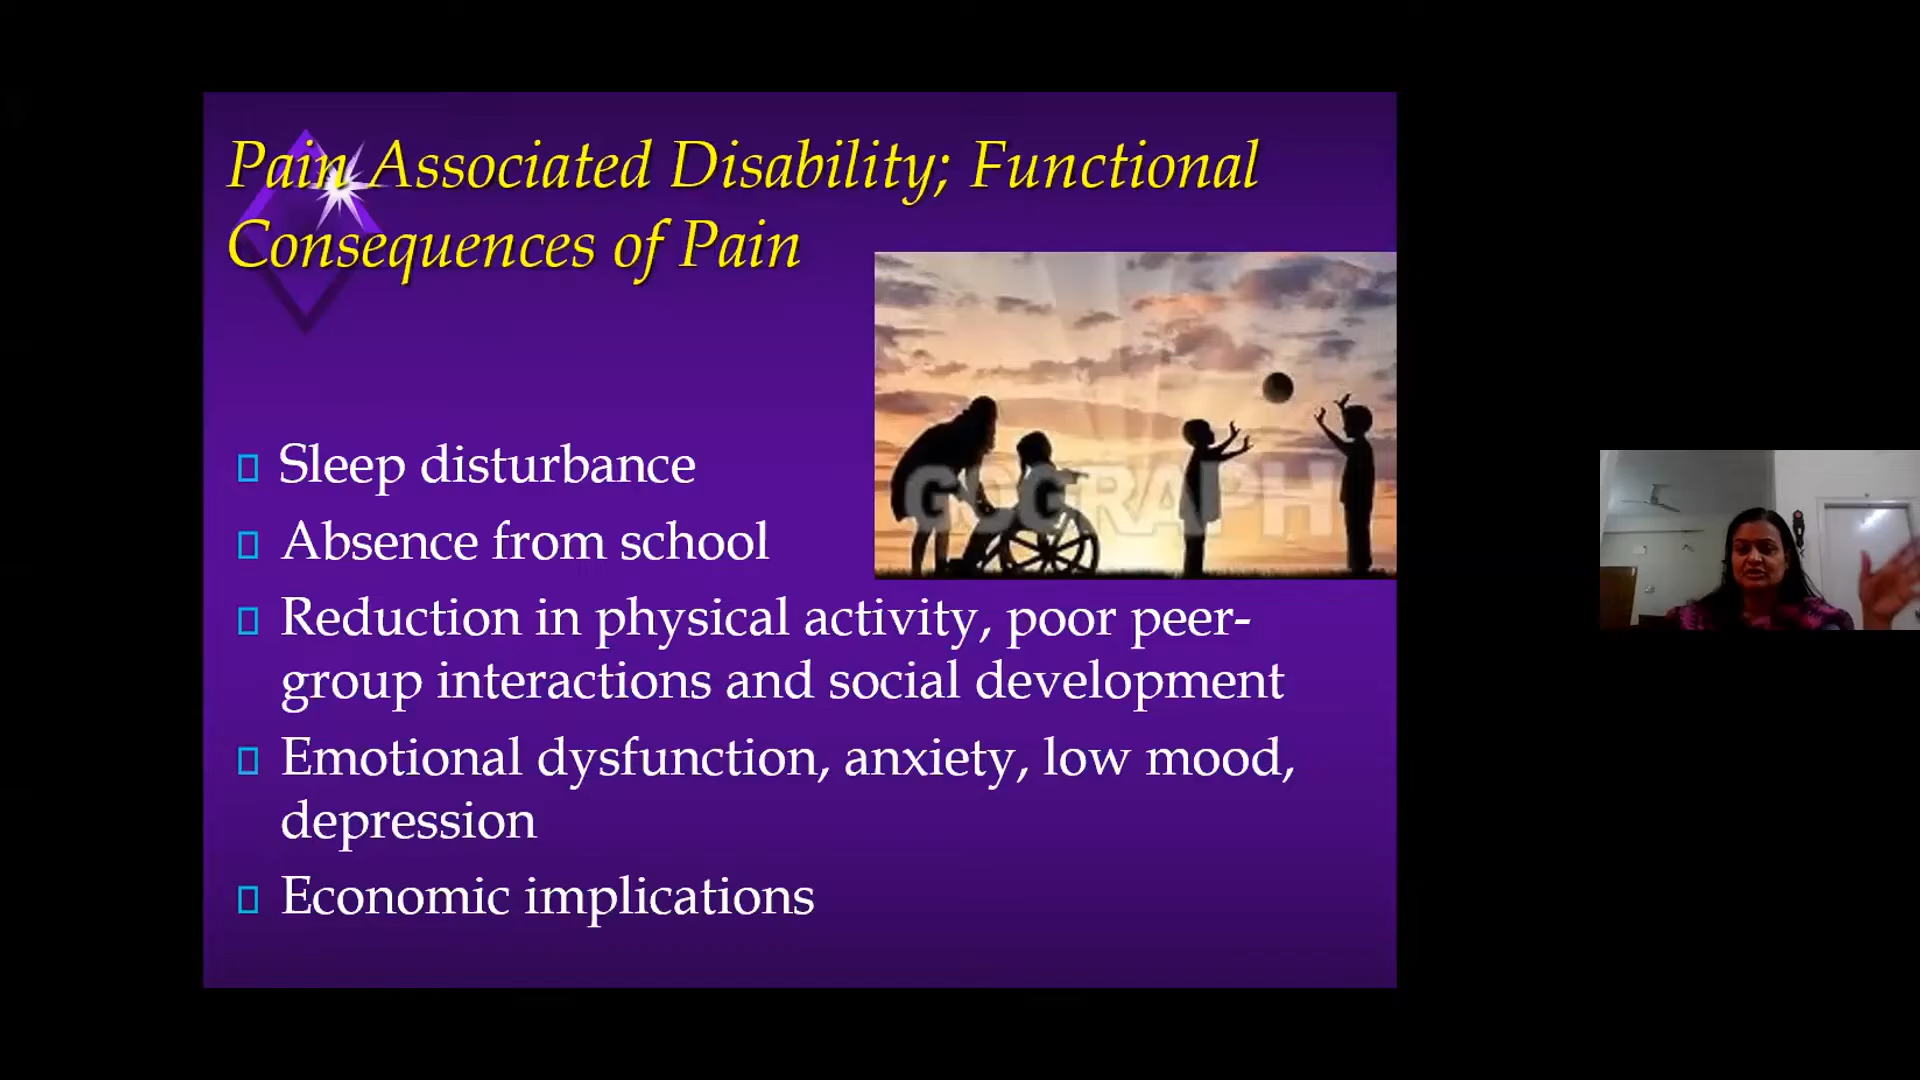 Pain Associated Disability; Functional
Consequences of Pain
GOGRAPH
Sleep disturbance
Absence from school
Reduction in physical activity, poor peer-
group interactions and social development
Emotional dysfunction, anxiety, low mood,
depression
Economic implications